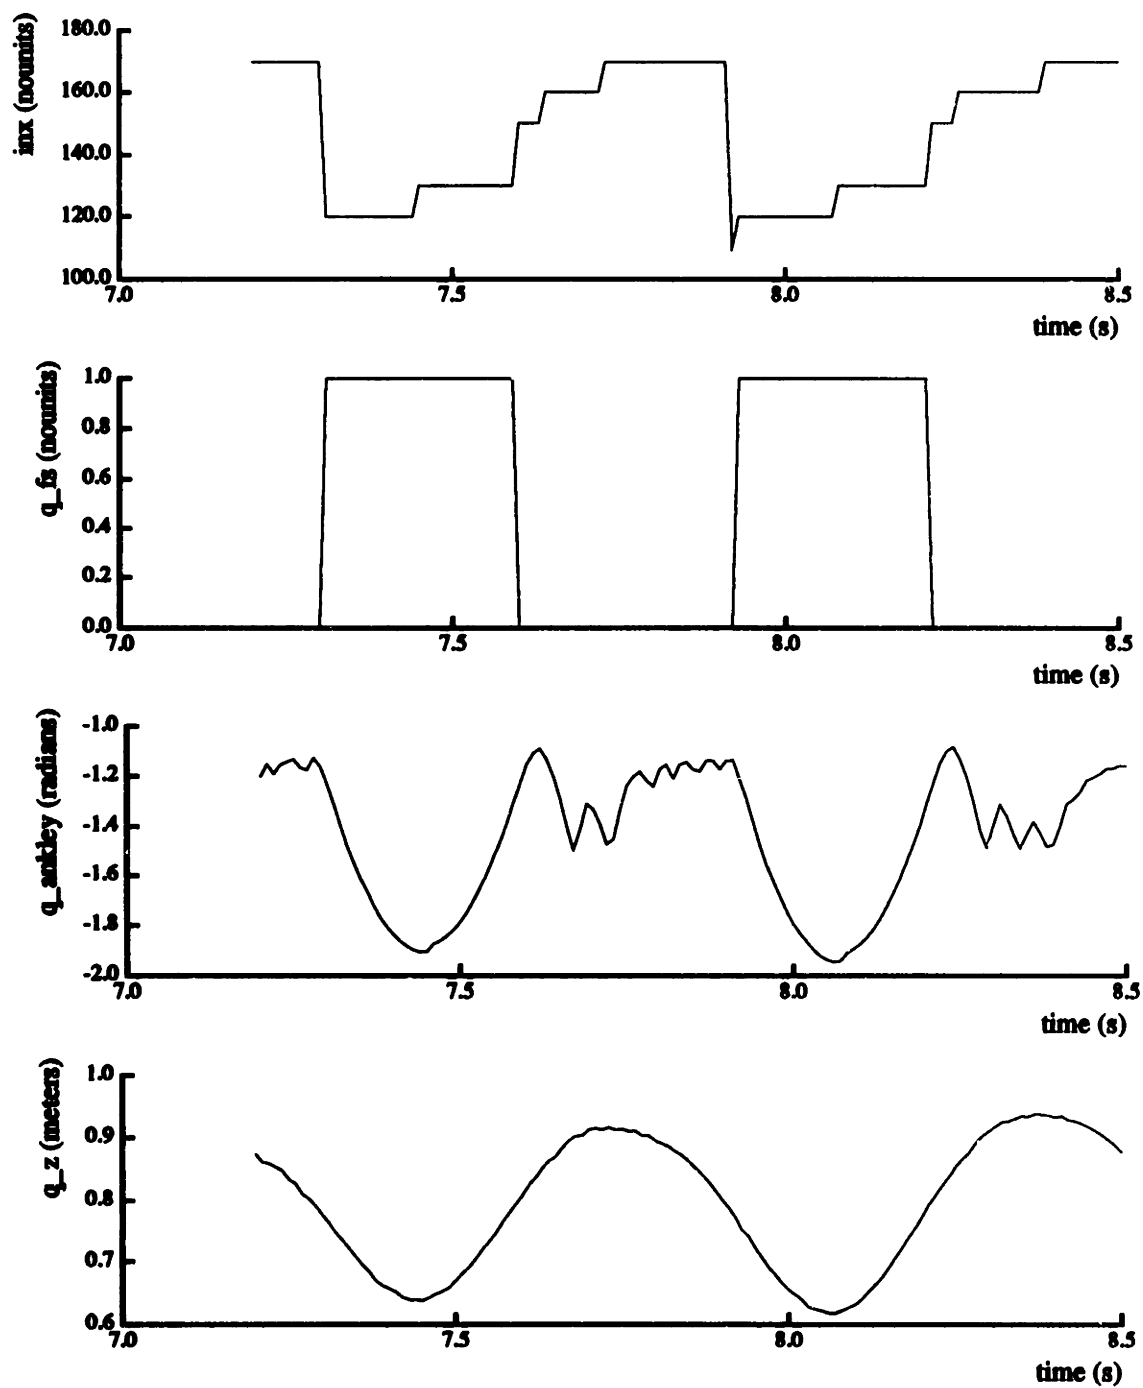 inx (nounits)
180.0
160.0
140.0
120.0
100.0
7.0 7.5 8.0 8.5
time (s)
q_fs (nounits)
1.0
0.8
0.6
0.4
0.2
0.0
7.0 7.5 8.0 8.5
time (s)
q_ankley (radians)
-1.0
-1.2
-1.4
-1.6
-1.8
-2.0
7.0 7.5 8.0 8.5
time (s)
q_z (meters)
1.0
0.9
0.8
0.7
0.6
7.0 7.5 8.0 8.5
time (s)